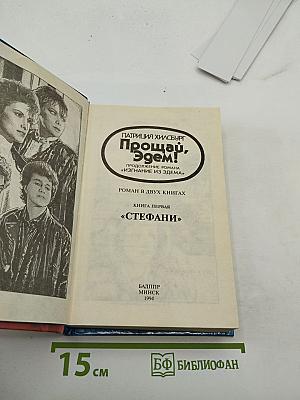 ПАТРИЦИЯ ХИЛСБУРГ
Прощай,
Эдем!
ПРОДОЛЖЕНИЕ РОМАНА
«ИЗГНАНИЕ ИЗ ЭДЕМА»
РОМАН В ДВУХ КНИГАХ
КНИГА ПЕРВАЯ
«СТЕФАНИ»
БАДППР
МИНСК
1994
15 см
БФ БИБЛИОФАН